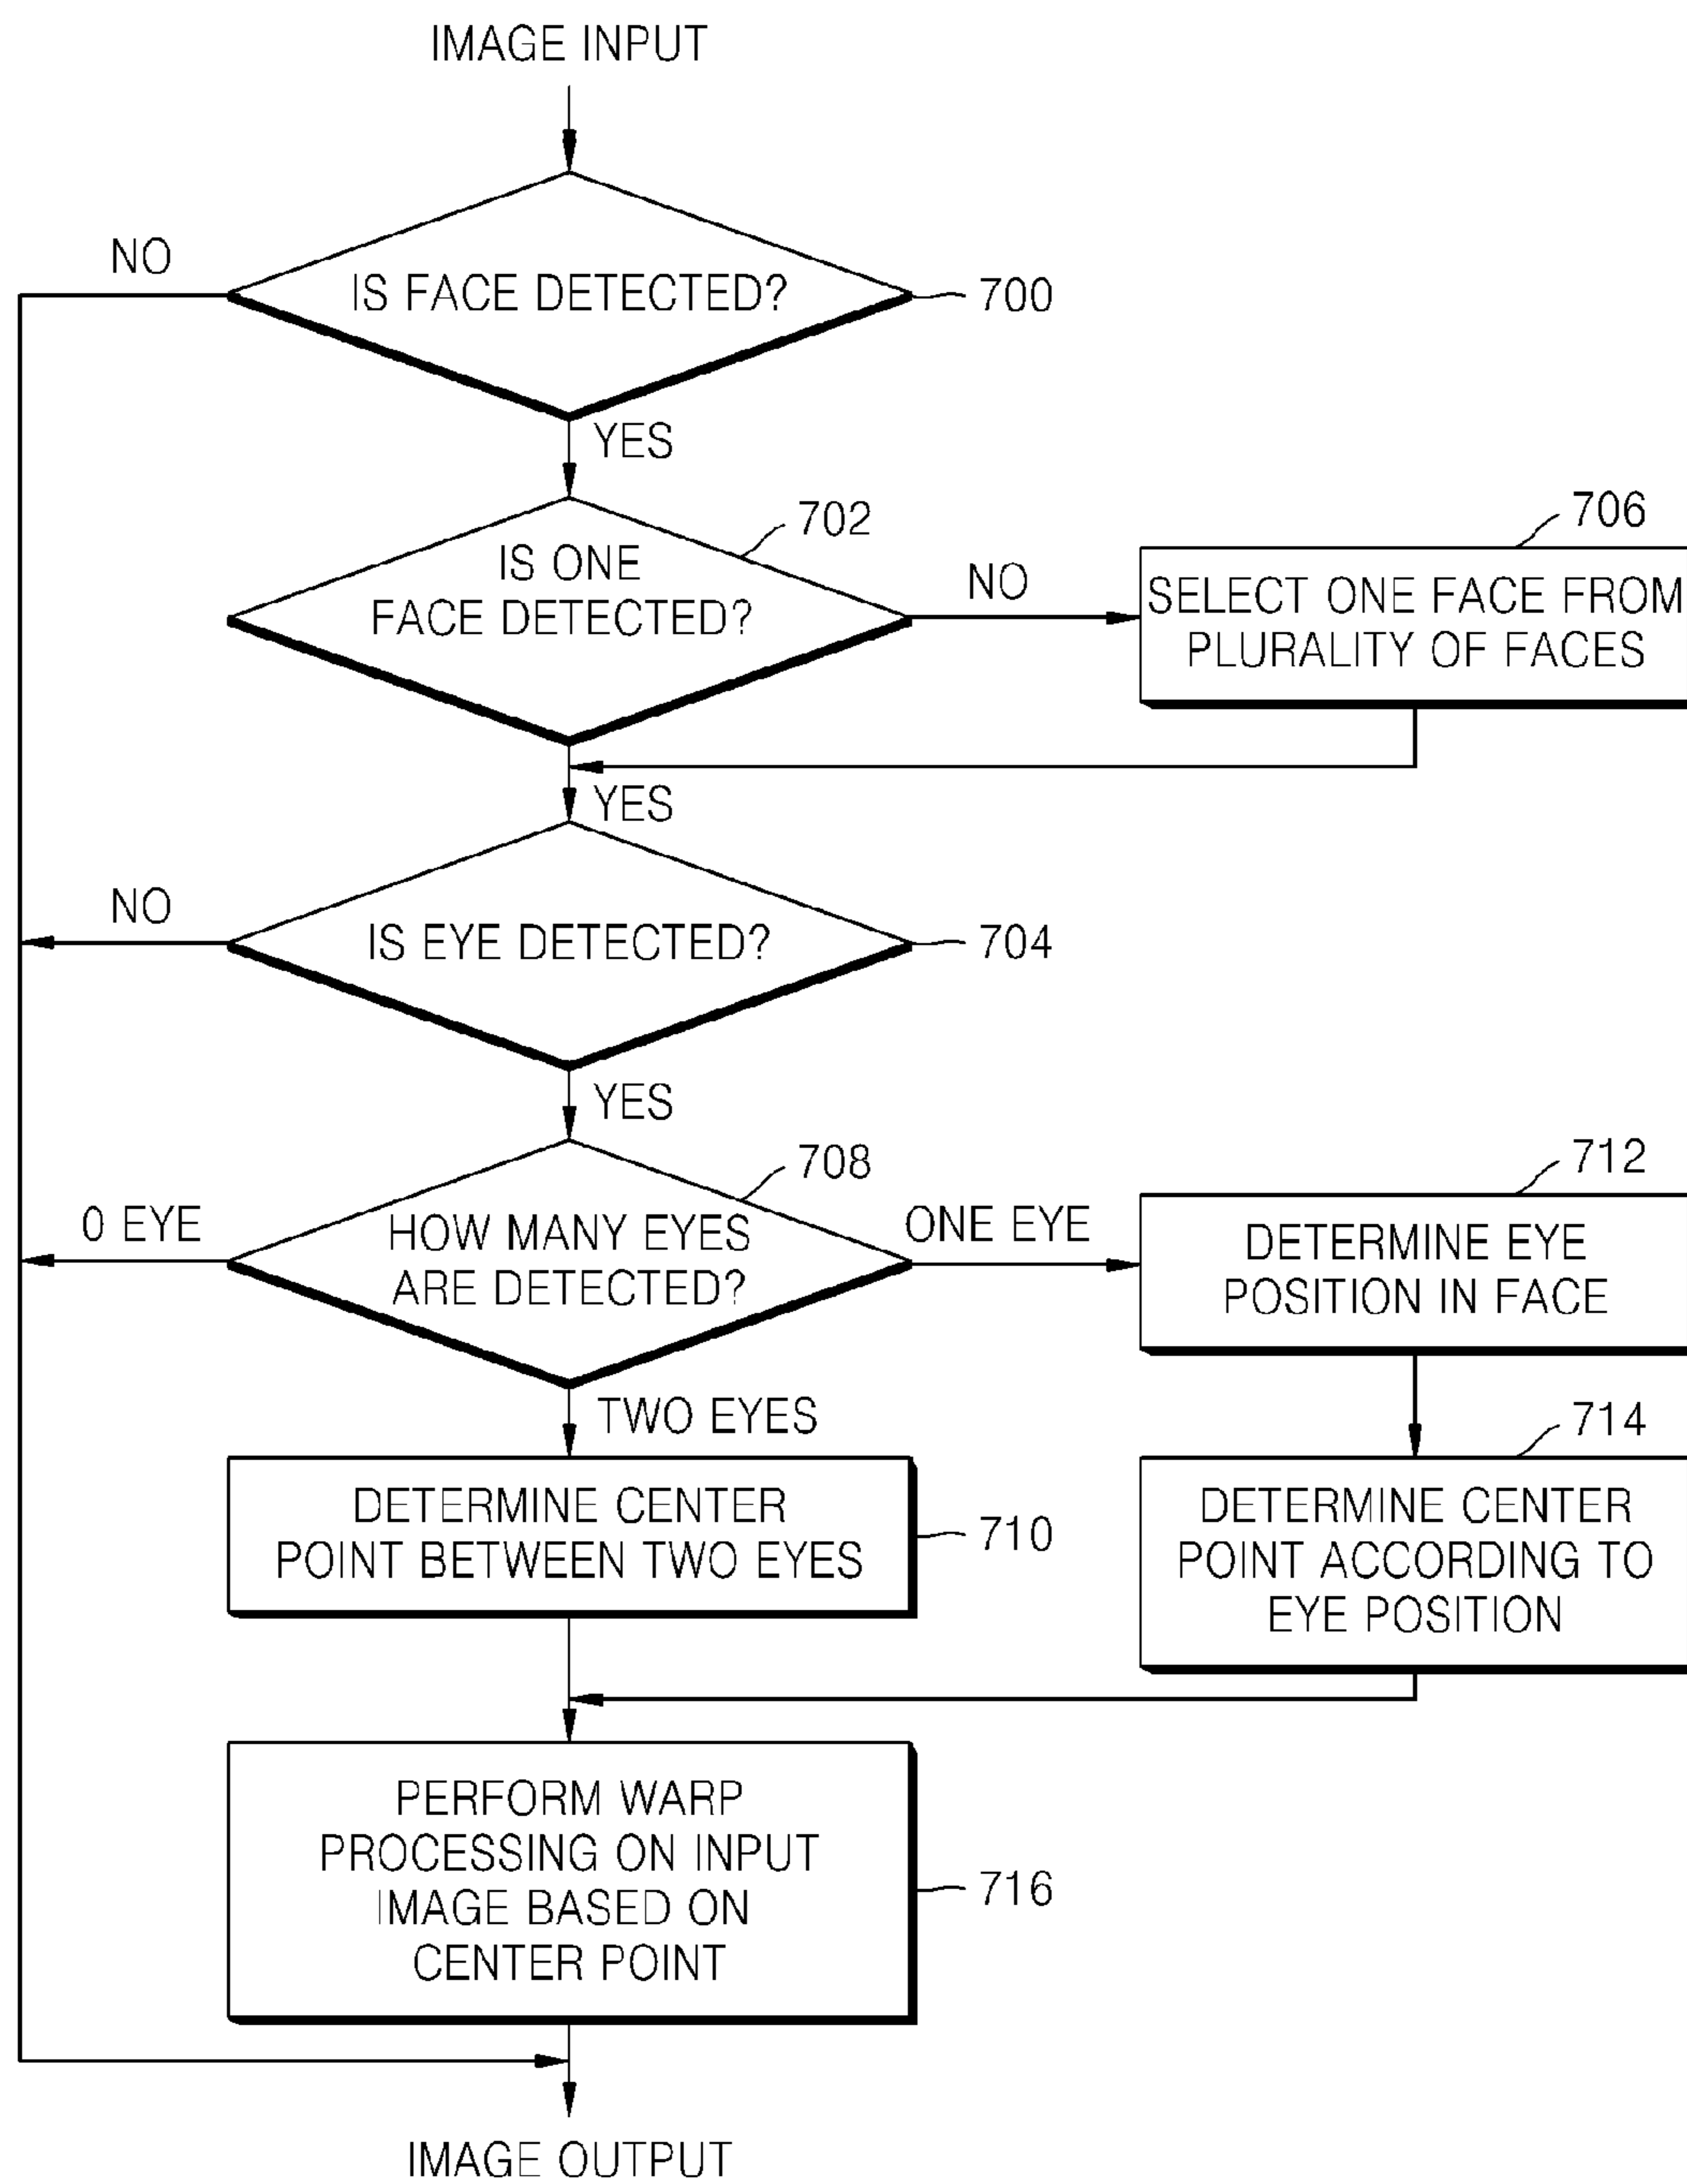 IMAGE INPUT
NO
IS FACE DETECTED?
700
YES
702
IS ONE
FACE DETECTED?
NO
706
SELECT ONE FACE FROM
PLURALITY OF FACES
YES
NO
IS EYE DETECTED?
704
YES
708
0 EYE
HOW MANY EYES
ARE DETECTED?
ONE EYE
712
DETERMINE EYE
POSITION IN FACE
TWO EYES
714
DETERMINE CENTER
POINT BETWEEN TWO EYES
710
DETERMINE CENTER
POINT ACCORDING TO
EYE POSITION
PERFORM WARP
PROCESSING ON INPUT
IMAGE BASED ON
CENTER POINT
716
IMAGE OUTPUT